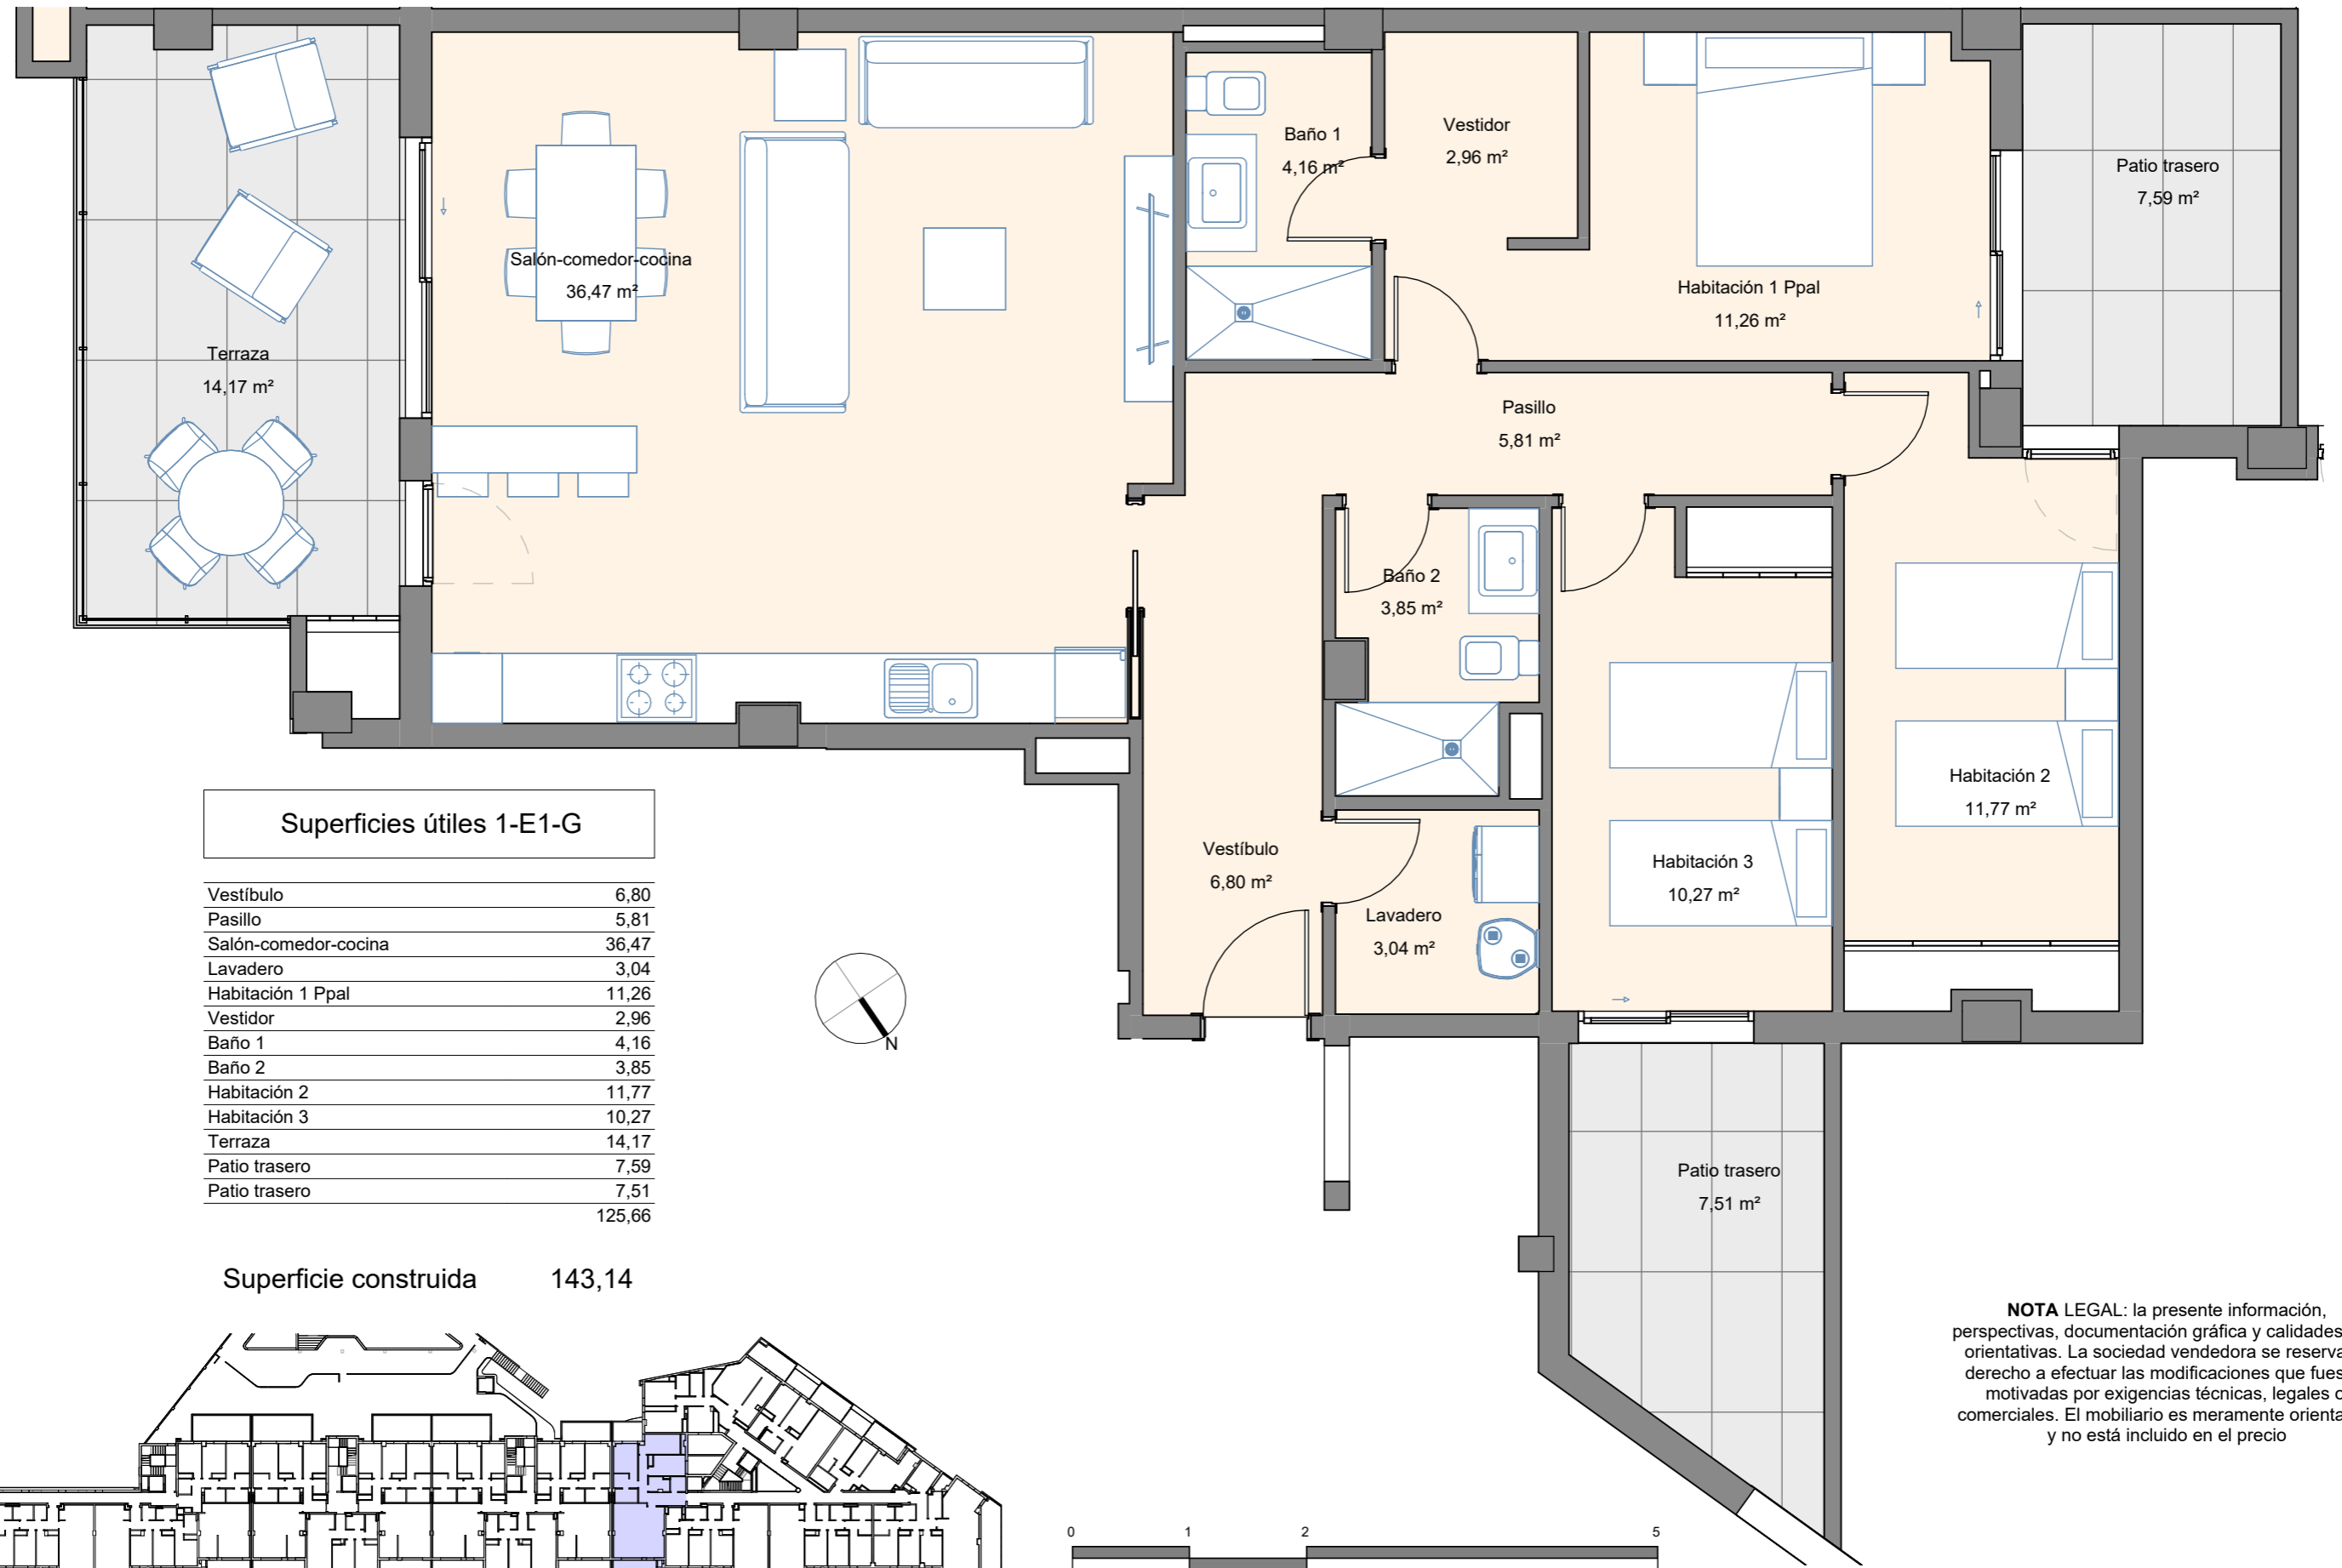 Baño 1
4,16 m²
Vestidor
2,96 m²
Patio trasero
7,59 m²
Salón-comedor-cocina
36,47 m²
Habitación 1 Ppal
11,26 m²
Terraza
14,17 m²
Pasillo
5,81 m²
Baño 2
3,85 m²
Habitación 2
11,77 m²
Vestíbulo
6,80 m²
Habitación 3
10,27 m²
Lavadero
3,04 m²
Patio trasero
7,51 m²
Superficies útiles 1-E1-G
Vestíbulo 6,80
Pasillo 5,81
Salón-comedor-cocina 36,47
Lavadero 3,04
Habitación 1 Ppal 11,26
Vestidor 2,96
Baño 1 4,16
Baño 2 3,85
Habitación 2 11,77
Habitación 3 10,27
Terraza 14,17
Patio trasero 7,59
Patio trasero 7,51
125,66
Superficie construida 143,14
N
NOTA LEGAL: la presente información,
perspectivas, documentación gráfica y calidades
orientativas. La sociedad vendedora se reserva
derecho a efectuar las modificaciones que fues
motivadas por exigencias técnicas, legales o
comerciales. El mobiliario es meramente orienta
y no está incluido en el precio
0 1 2 5